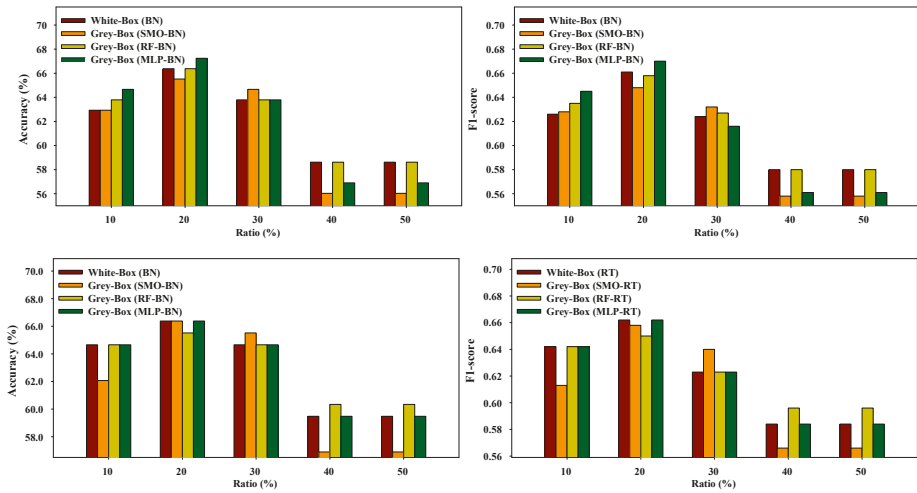 White-Box (BN)
Grey-Box (SMO-BN)
Grey-Box (RF-BN)
Grey-Box (MLP-BN)
70
68
66
64
62
60
58
56
Accuracy (%)
10 20 30 40 50
Ratio (%)
White-Box (BN)
Grey-Box (SMO-BN)
Grey-Box (RF-BN)
Grey-Box (MLP-BN)
0.66
0.64
0.62
0.60
0.58
0.56
F1-score
10 20 30 40 50
Ratio (%)
White-Box (BN)
Grey-Box (SMO-BN)
Grey-Box (RF-BN)
Grey-Box (MLP-BN)
70.0
68.0
66.0
64.0
62.0
60.0
58.0
Accuracy (%)
10 20 30 40 50
Ratio (%)
White-Box (RT)
Grey-Box (SMO-RT)
Grey-Box (RF-RT)
Grey-Box (MLP-RT)
0.70
0.68
0.66
0.64
0.62
0.60
0.58
0.56
F1-score
10 20 30 40 50
Ratio (%)